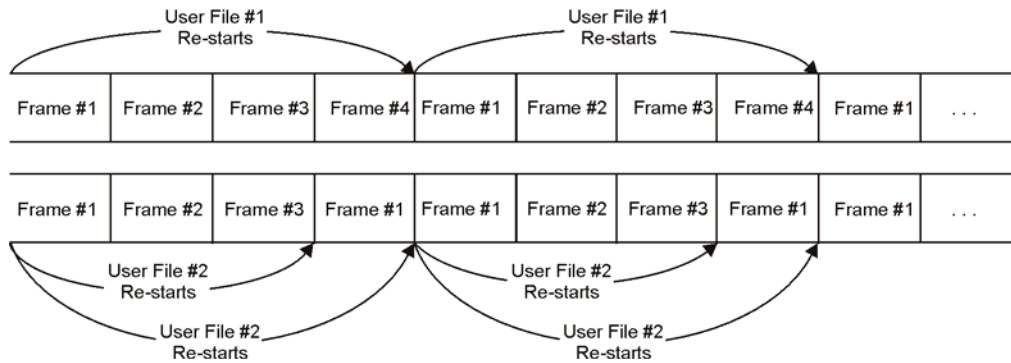 User File #1
Re-starts
User File #1
Re-starts
Frame #1 Frame #2 Frame #3 Frame #4 Frame #1 Frame #2 Frame #3 Frame #4 Frame #1 . . .
Frame #1 Frame #2 Frame #3 Frame #1 Frame #1 Frame #2 Frame #3 Frame #1 Frame #1 . . .
User File #2
Re-starts
User File #2
Re-starts
User File #2
Re-starts
User File #2
Re-starts